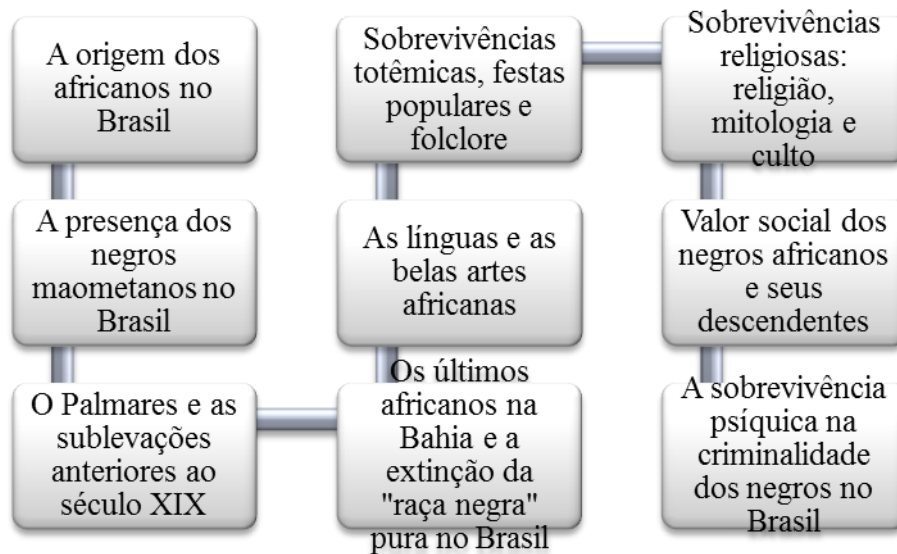 A origem dos
africanos no
Brasil
A presença dos
negros
maometanos no
Brasil
O Palmares e as
sublevações
anteriores ao
século XIX
Os últimos
africanos na
Bahia e a
extinção da
"raça negra"
pura no Brasil
As línguas e as
belas artes
africanas
Sobrevivências
totêmicas, festas
populares e
folclore
Sobrevivências
religiosas:
religião,
mitologia e
culto
Valor social dos
negros africanos
e seus
descendentes
A sobrevivência
psíquica na
criminalidade
dos negros no
Brasil